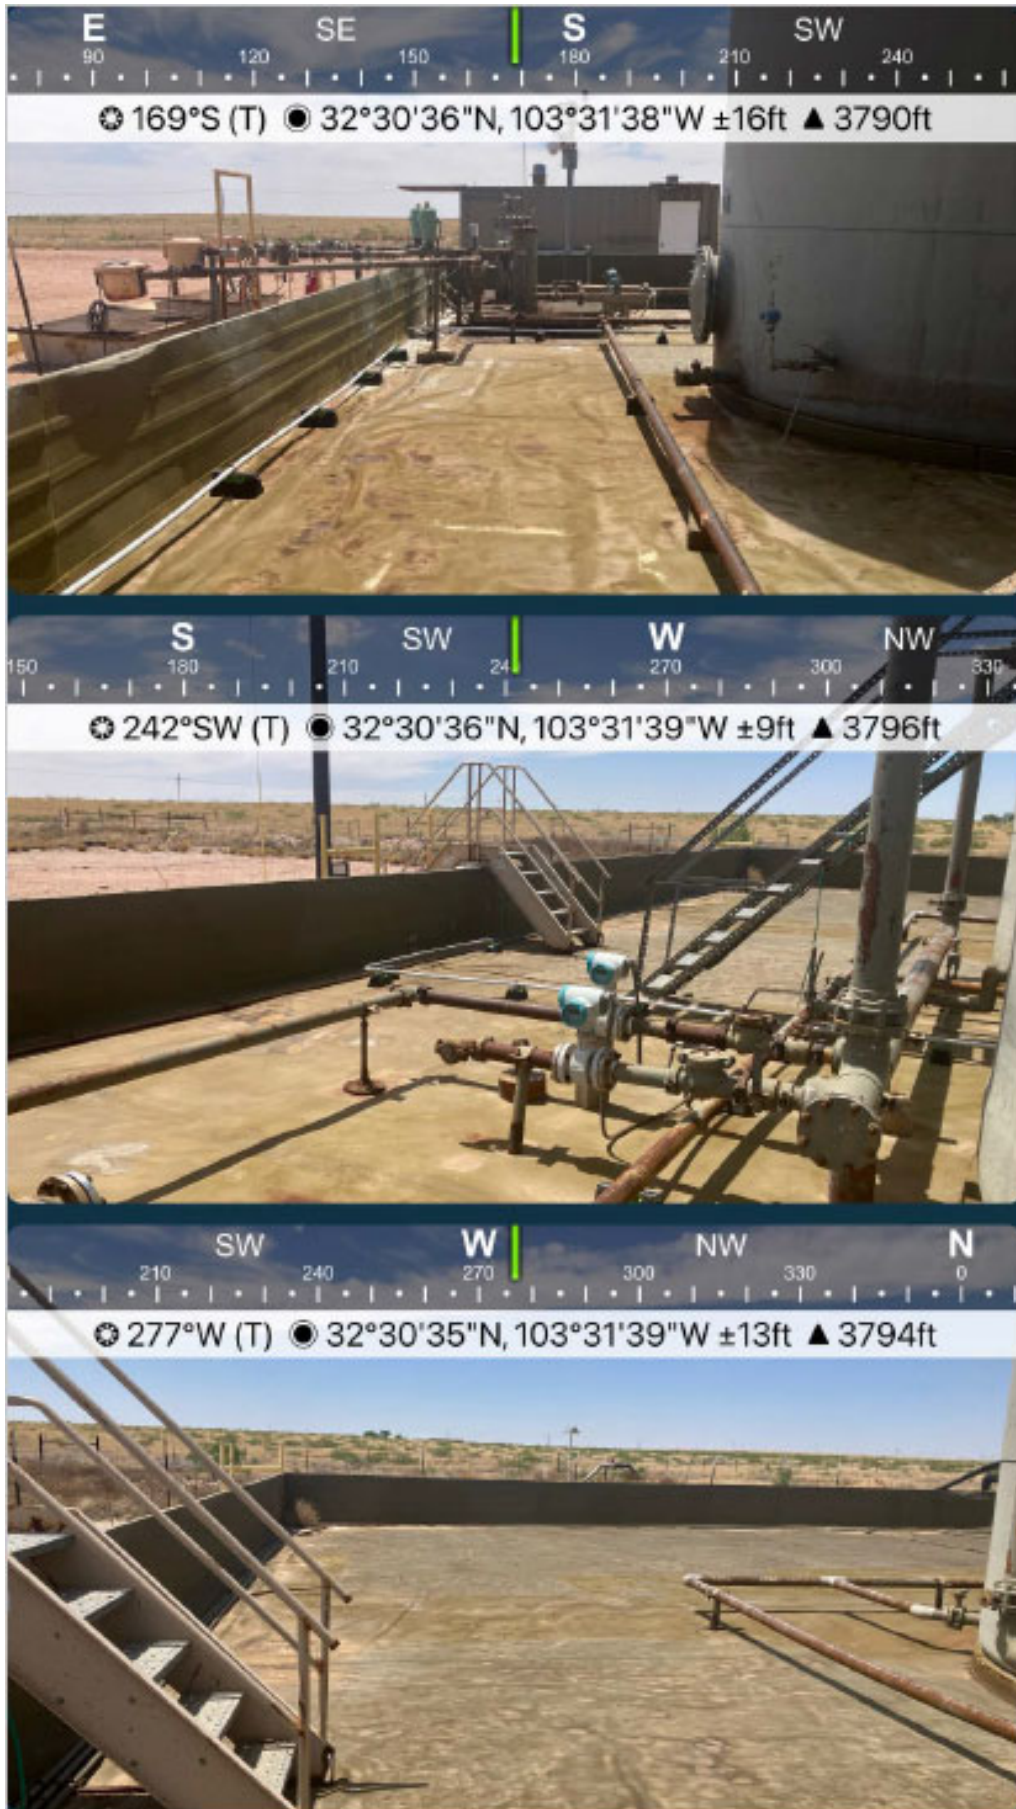 E SE S SW
90 120 150 180 210 240
169°S (T) 32°30'36"N, 103°31'38"W ±16ft ▲ 3790ft
S SW W NW
150 180 210 24 270 300 330
242°SW (T) 32°30'36"N, 103°31'39"W ±9ft ▲ 3796ft
SW W NW N
210 240 270 300 330 0
277°W (T) 32°30'35"N, 103°31'39"W ±13ft ▲ 3794ft